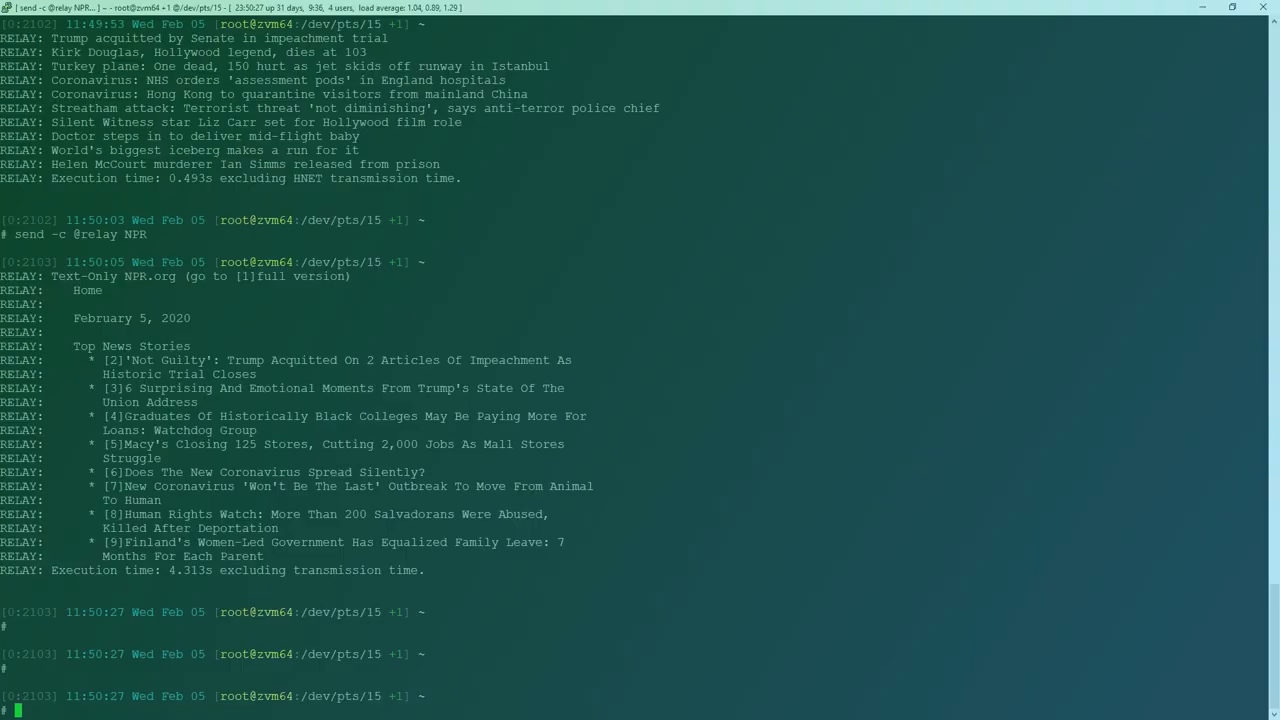 [ send -c @relay NPR... ] ~ - root@zvm64 +1 @/dev/pts/15 - [ 23:50:27 up 31 days, 9:36, 4 users, load average: 1.04, 0.89, 1.29 ]
[0:2102] 11:49:53 Wed Feb 05 [root@zvm64:/dev/pts/15 +1] ~
RELAY: Trump acquitted by Senate in impeachment trial
RELAY: Kirk Douglas, Hollywood legend, dies at 103
RELAY: Turkey plane: One dead, 150 hurt as jet skids off runway in Istanbul
RELAY: Coronavirus: NHS orders 'assessment pods' in England hospitals
RELAY: Coronavirus: Hong Kong to quarantine visitors from mainland China
RELAY: Streatham attack: Terrorist threat 'not diminishing', says anti-terror police chief
RELAY: Silent Witness star Liz Carr set for Hollywood film role
RELAY: Doctor steps in to deliver mid-flight baby
RELAY: World's biggest iceberg makes a run for it
RELAY: Helen McCourt murderer Ian Simms released from prison
RELAY: Execution time: 0.493s excluding HNET transmission time.
[0:2102] 11:50:03 Wed Feb 05 [root@zvm64:/dev/pts/15 +1] ~
# send -c @relay NPR
[0:2103] 11:50:05 Wed Feb 05 [root@zvm64:/dev/pts/15 +1] ~
RELAY: Text-Only NPR.org (go to [1]full version)
RELAY:    Home
RELAY:
RELAY:    February 5, 2020
RELAY:
RELAY:    Top News Stories
RELAY:      * [2]'Not Guilty': Trump Acquitted On 2 Articles Of Impeachment As
RELAY:        Historic Trial Closes
RELAY:      * [3]6 Surprising And Emotional Moments From Trump's State Of The
RELAY:        Union Address
RELAY:      * [4]Graduates Of Historically Black Colleges May Be Paying More For
RELAY:        Loans: Watchdog Group
RELAY:      * [5]Macy's Closing 125 Stores, Cutting 2,000 Jobs As Mall Stores
RELAY:        Struggle
RELAY:      * [6]Does The New Coronavirus Spread Silently?
RELAY:      * [7]New Coronavirus 'Won't Be The Last' Outbreak To Move From Animal
RELAY:        To Human
RELAY:      * [8]Human Rights Watch: More Than 200 Salvadorans Were Abused,
RELAY:        Killed After Deportation
RELAY:      * [9]Finland's Women-Led Government Has Equalized Family Leave: 7
RELAY:        Months For Each Parent
RELAY: Execution time: 4.313s excluding transmission time.
[0:2103] 11:50:27 Wed Feb 05 [root@zvm64:/dev/pts/15 +1] ~
#
[0:2103] 11:50:27 Wed Feb 05 [root@zvm64:/dev/pts/15 +1] ~
#
[0:2103] 11:50:27 Wed Feb 05 [root@zvm64:/dev/pts/15 +1] ~
#